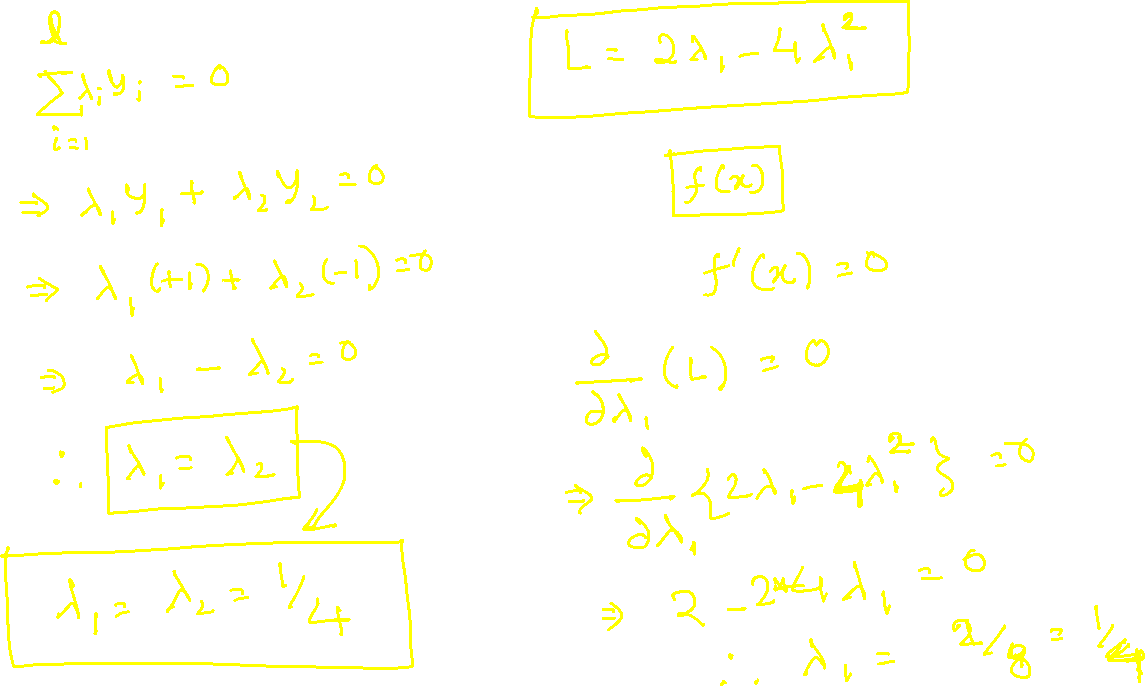 l
∑ λᵢyᵢ = 0
i=1
⇒ λ₁y₁ + λ₂y₂ = 0
⇒ λ₁(+1) + λ₂(-1) = 0
⇒ λ₁ - λ₂ = 0
∴ λ₁ = λ₂
λ₁ = λ₂ = 1/4
L = 2λ₁ - 4λ₁²
f(x)
f'(x) = 0
∂/∂λ₁ (L) = 0
⇒ ∂/∂λ₁ {2λ₁ - 4λ₁²} = 0
⇒ 2 - 2*4λ₁ = 0
∴ λ₁ = 2/8 = 1/4